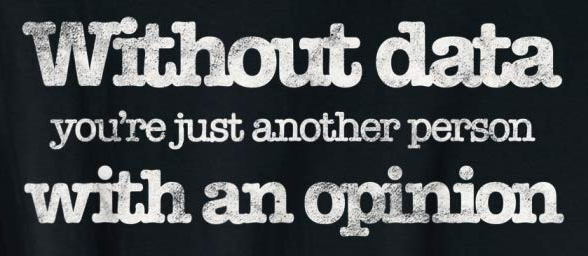 Without data
you're just another person
with an opinion